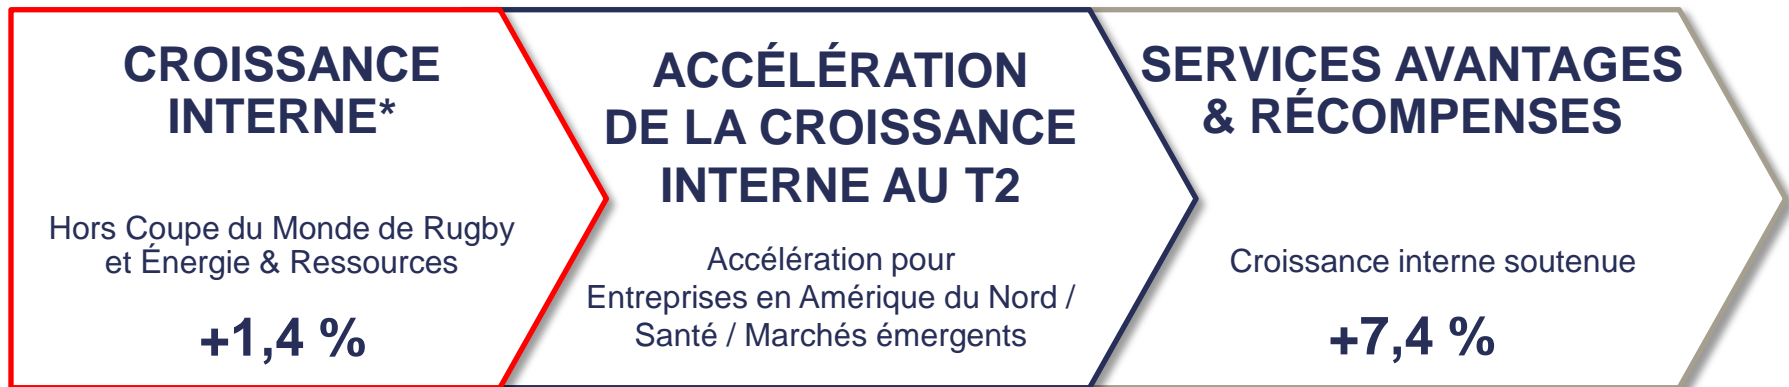 CROISSANCE
INTERNE*
Hors Coupe du Monde de Rugby
et Énergie & Ressources
+1,4 %
ACCÉLÉRATION
DE LA CROISSANCE
INTERNE AU T2
Accélération pour
Entreprises en Amérique du Nord /
Santé / Marchés émergents
SERVICES AVANTAGES
& RÉCOMPENSES
Croissance interne soutenue
+7,4 %